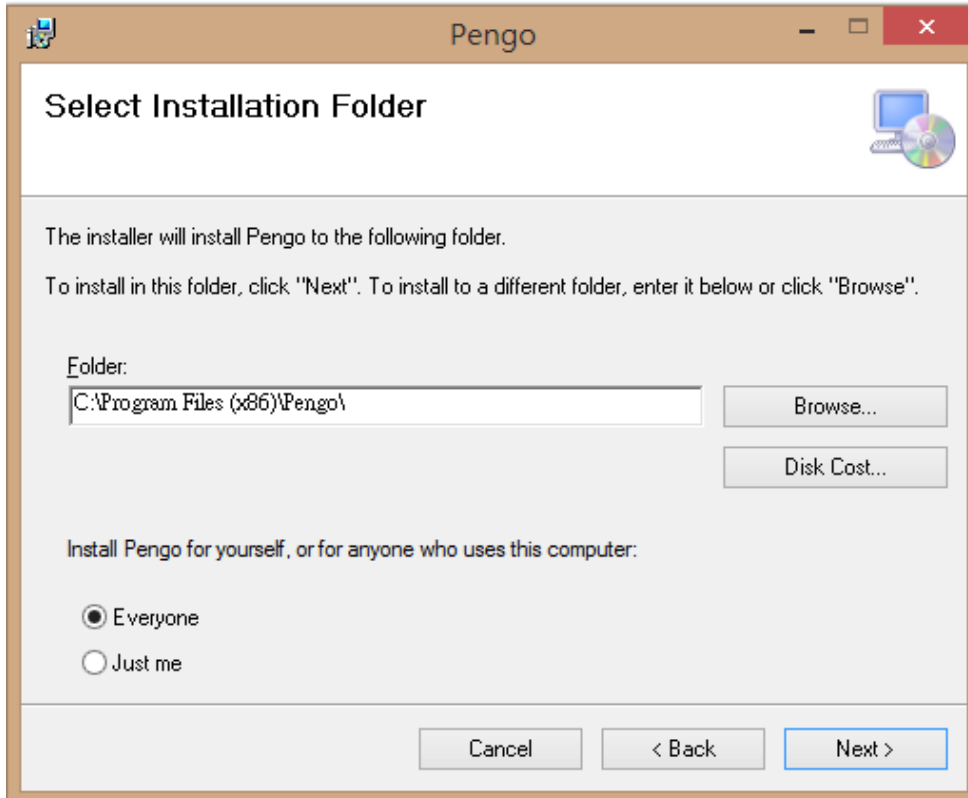 Pengo
Select Installation Folder
The installer will install Pengo to the following folder.
To install in this folder, click "Next". To install to a different folder, enter it below or click "Browse".
Folder:
C:\Program Files (x86)\Pengo\
Browse...
Disk Cost...
Install Pengo for yourself, or for anyone who uses this computer:
Everyone
Just me
Cancel
< Back
Next >